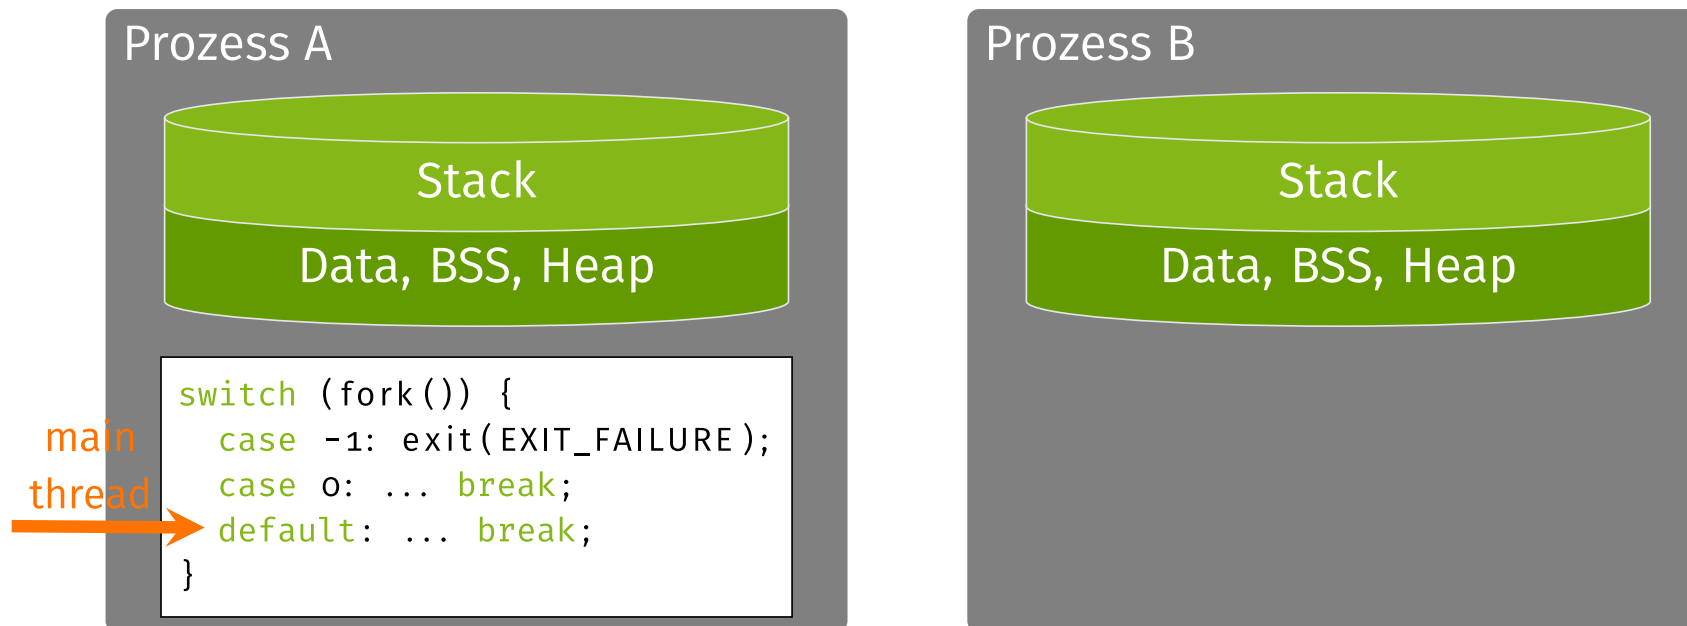 Prozess A
Stack
Data, BSS, Heap
switch (fork()) {
  case -1: exit(EXIT_FAILURE);
  case 0: ... break;
  default: ... break;
}
main
thread
Prozess B
Stack
Data, BSS, Heap